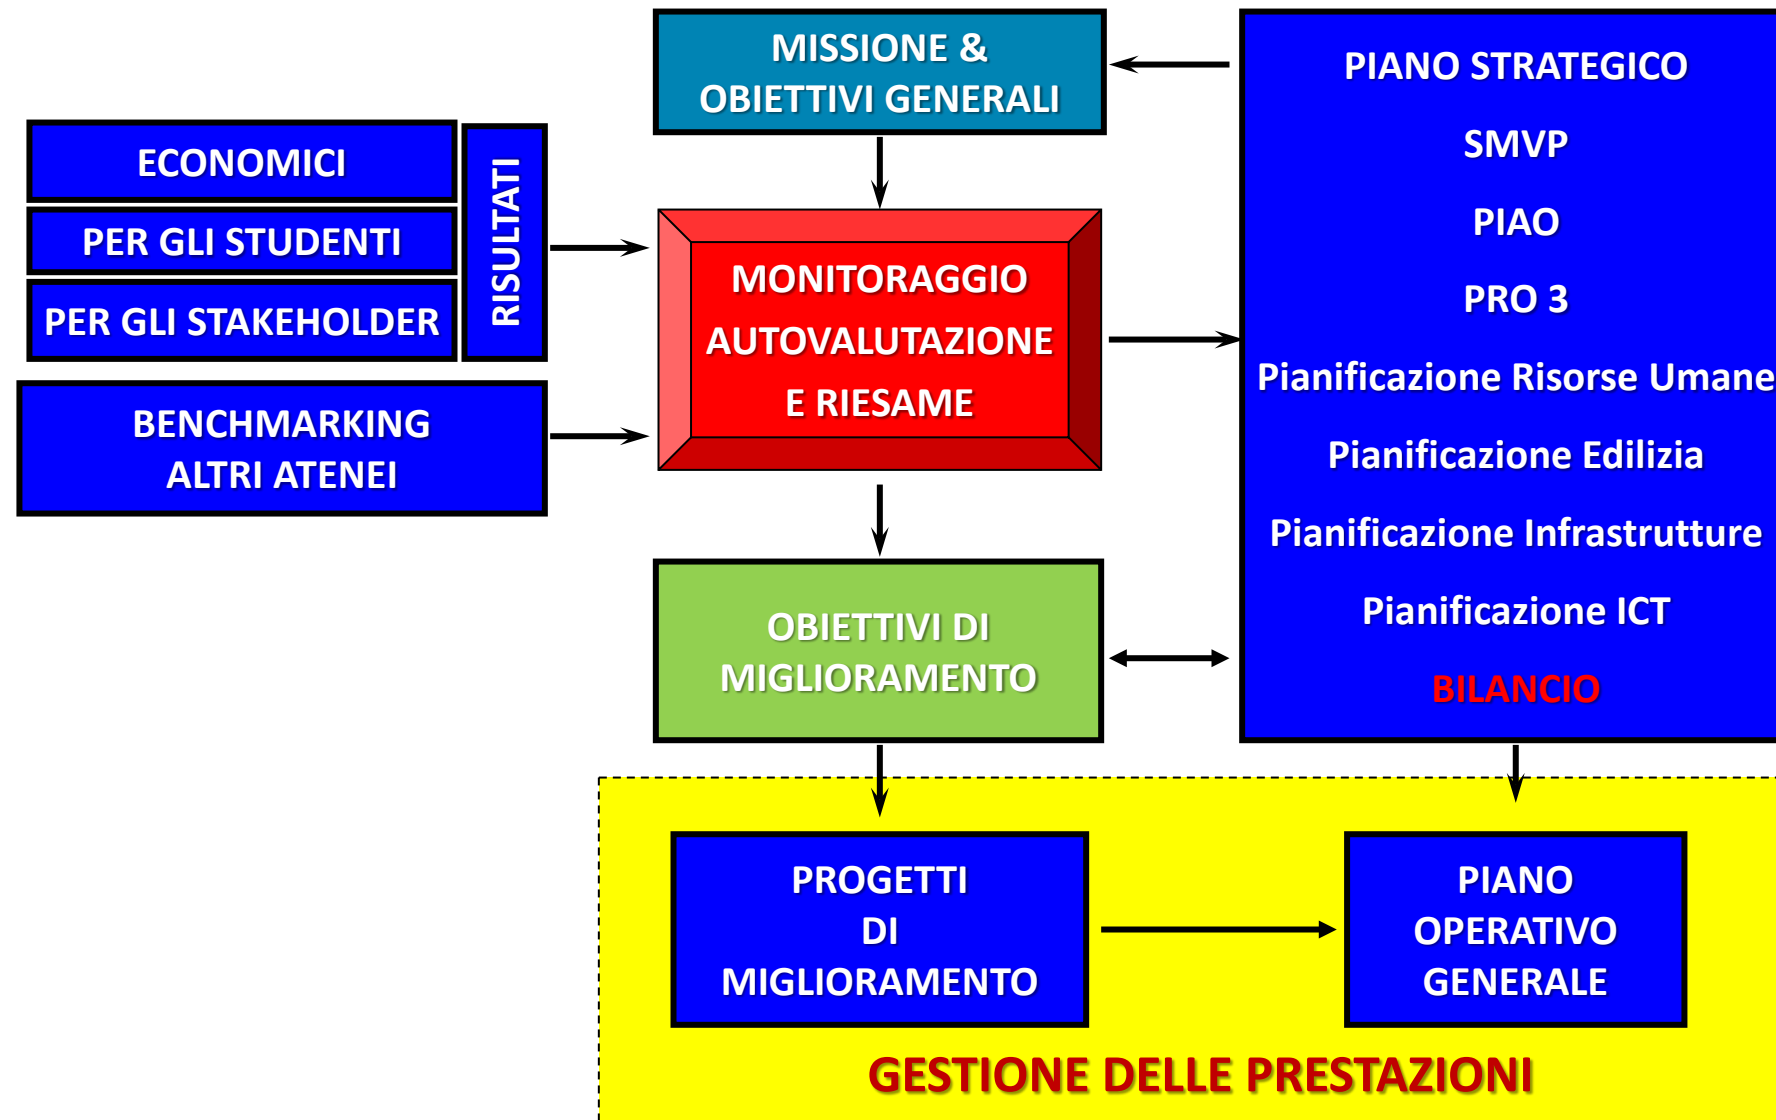 MISSIONE &
OBIETTIVI GENERALI
ECONOMICI
PER GLI STUDENTI
PER GLI STAKEHOLDER
RISULTATI
BENCHMARKING
ALTRI ATENEI
MONITORAGGIO
AUTOVALUTAZIONE
E RIESAME
OBIETTIVI DI
MIGLIORAMENTO
PIANO STRATEGICO
SMVP
PIAO
PRO 3
Pianificazione Risorse Umane
Pianificazione Edilizia
Pianificazione Infrastrutture
Pianificazione ICT
BILANCIO
PROGETTI
DI
MIGLIORAMENTO
PIANO
OPERATIVO
GENERALE
GESTIONE DELLE PRESTAZIONI